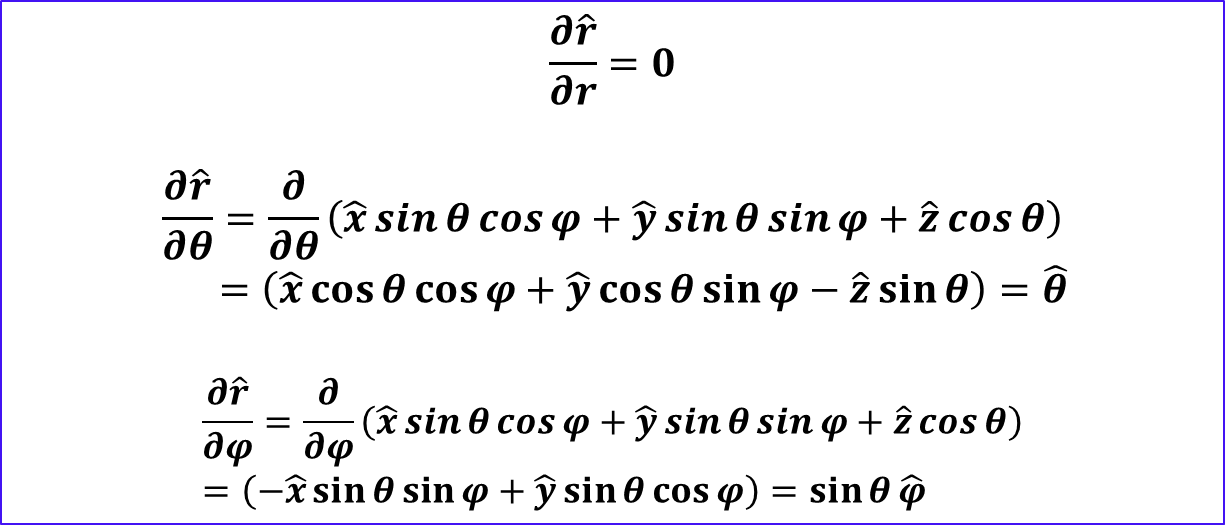 ∂r̂/∂r = 0
∂r̂/∂θ = ∂/∂θ (x̂ sin θ cos φ + ŷ sin θ sin φ + ẑ cos θ)
= (x̂ cos θ cos φ + ŷ cos θ sin φ − ẑ sin θ) = θ̂
∂r̂/∂φ = ∂/∂φ (x̂ sin θ cos φ + ŷ sin θ sin φ + ẑ cos θ)
= (−x̂ sin θ sin φ + ŷ sin θ cos φ) = sin θ φ̂